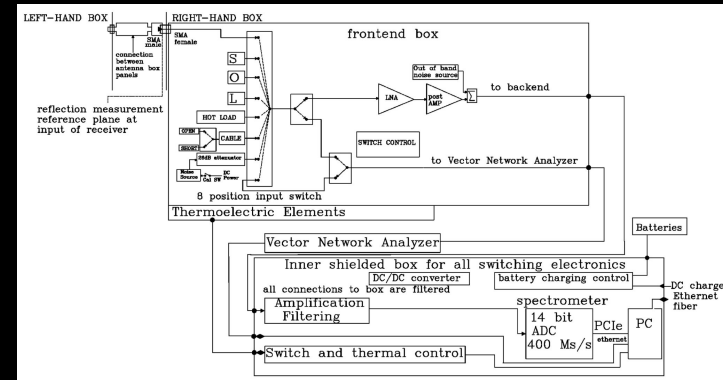 LEFT-HAND BOX
RIGHT-HAND BOX
SMA
male
SMA
female
frontend box
connection
between
antenna box
panels
reflection measurement
reference plane at
input of receiver
S
O
L
HOT LOAD
OPEN
SHORT
CABLE
20dB attenuator
Noise
Source
Cal SW
DC
Power
8 position input switch
LNA
post
AMP
Out of band
noise source
Σ
to backend
SWITCH CONTROL
to Vector Network Analyzer
Thermoelectric Elements
Vector Network Analyzer
Batteries
Inner shielded box for all switching electronics
DC/DC converter
battery charging control
all connections to box are filtered
DC charge
Ethernet
fiber
Amplification
Filtering
spectrometer
14 bit
ADC
400 Ms/s
PCIe
ethernet
PC
Switch and thermal control